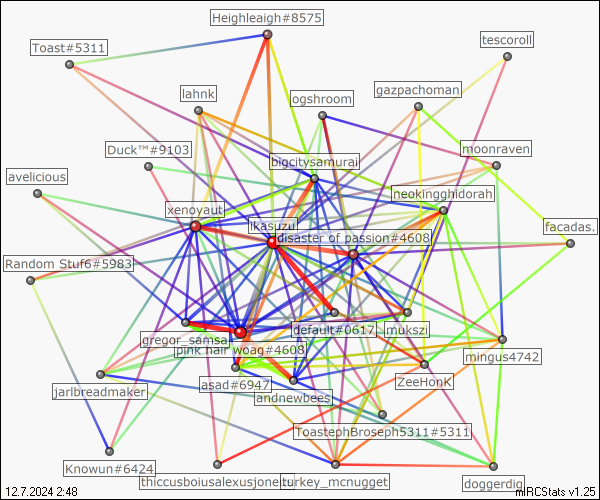 Heighleaigh#8575
Toast#5311
tescoroll
lahnk
ogshroom
gazpachoman
Duck™#9103
bigcitysamurai
moonraven
avelicious
neokingghidorah
xenoyaut
ikasuzu
facadas.
disaster of passion#4608
Random Stuf6#5983
default#0617
mukszi
gregor_samsa
pink hair woag#4608
mingus4742
jarlbreadmaker
asad#6947
ZeeHonk
andnewbees
ToastephBroseph5311#5311
Knowun#6424
thiccusboiusalexusjonesu
turkey_mcnugget
doggerdig
12.7.2024 2:48
mIRCStats v1.25